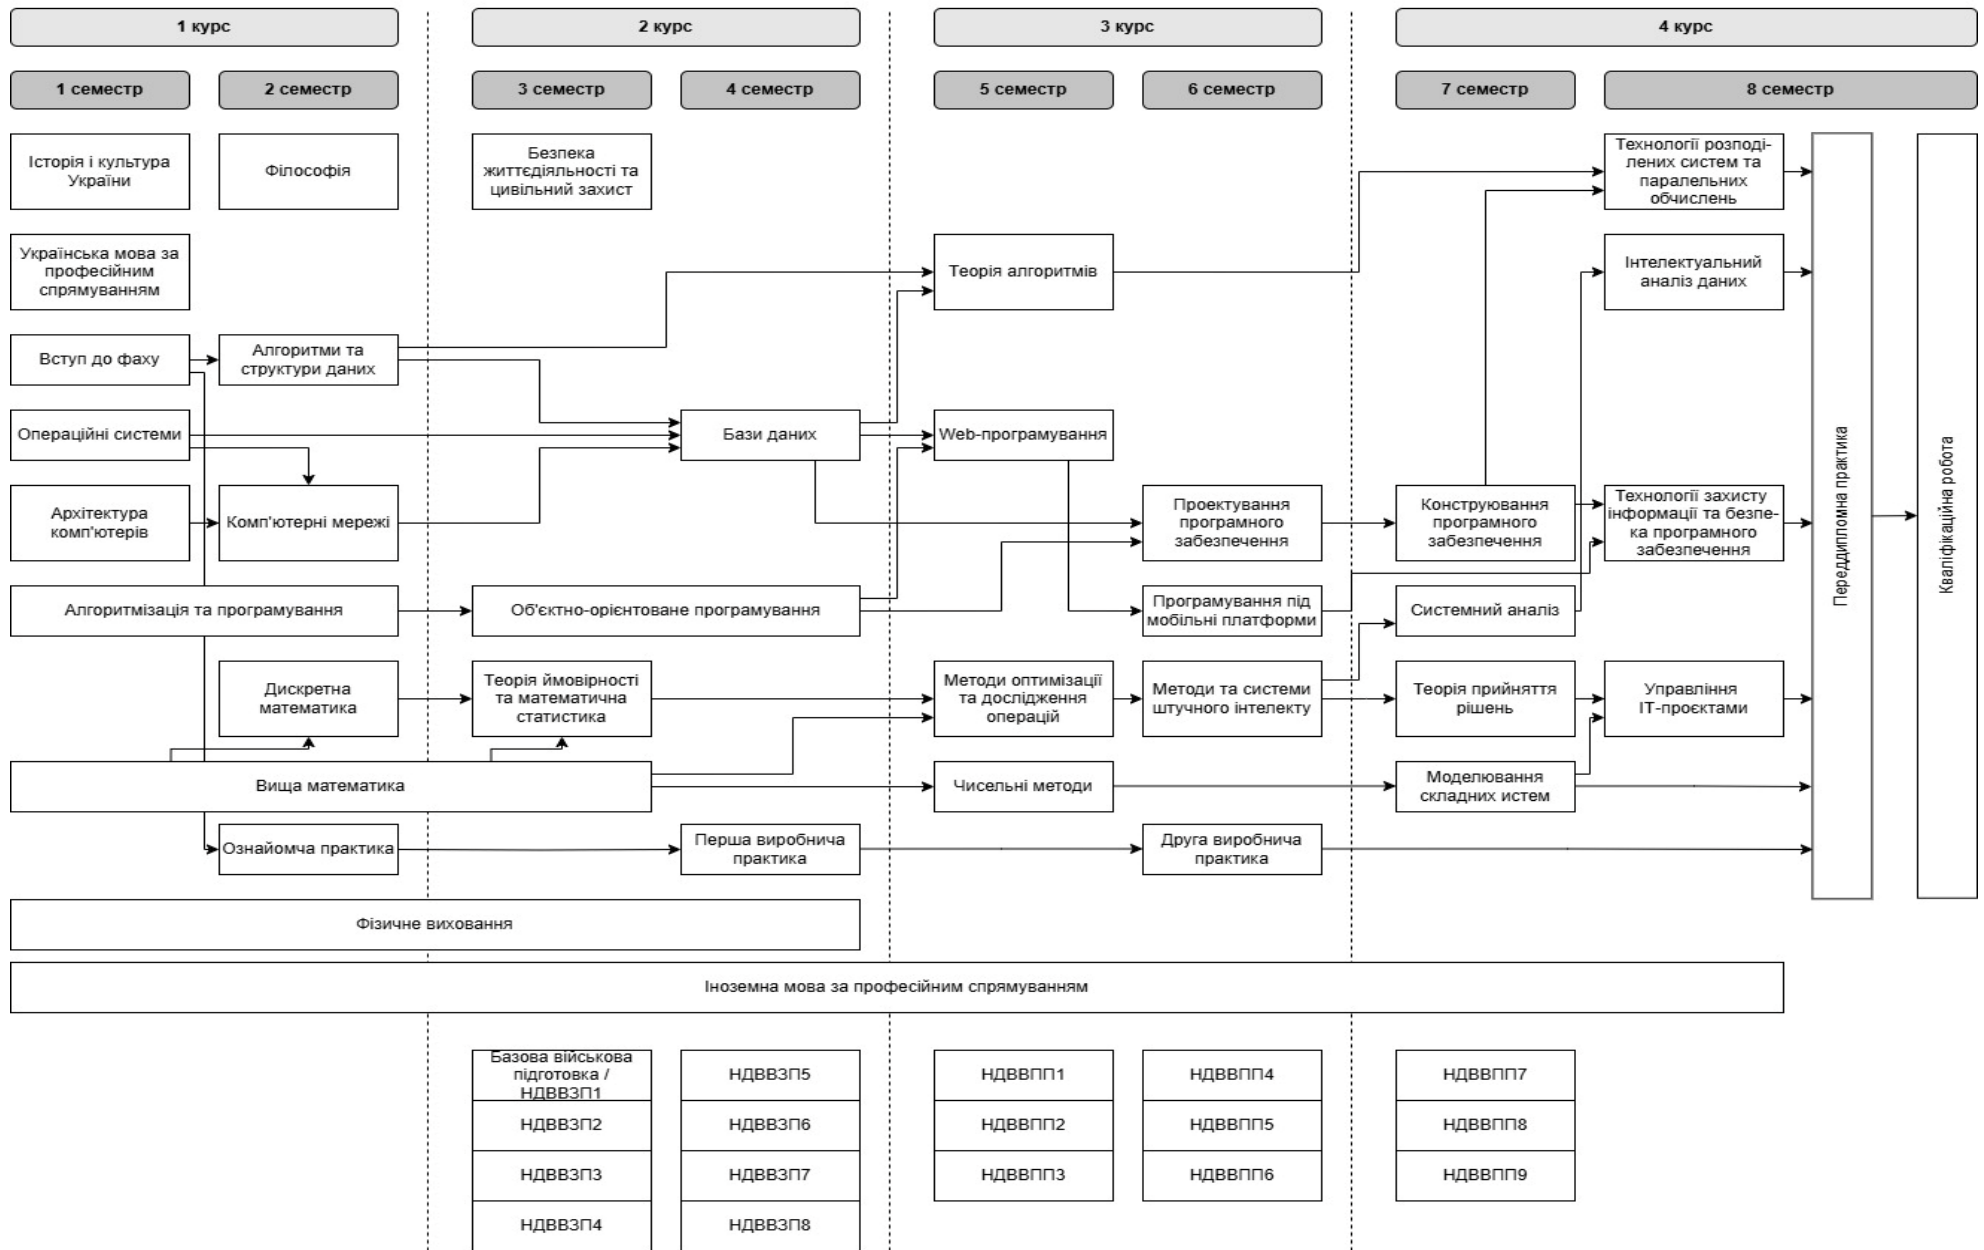 1 курс
2 курс
3 курс
4 курс
1 семестр
2 семестр
3 семестр
4 семестр
5 семестр
6 семестр
7 семестр
8 семестр
Історія і культура
України
Філософія
Безпека
життєдіяльності та
цивільний захист
Технології розподі-
лених систем та
паралельних
обчислень
Українська мова за
професійним
спрямуванням
Теорія алгоритмів
Інтелектуальний
аналіз даних
Вступ до фаху
Алгоритми та
структури даних
Операційні системи
Бази даних
Web-програмування
Архітектура
комп'ютерів
Комп'ютерні мережі
Проектування
програмного
забезпечення
Конструювання
програмного
забезпечення
Технології захисту
інформації та безпе-
ка програмного
забезпечення
Переддипломна практика
Кваліфікаційна робота
Алгоритмізація та програмування
Об'єктно-орієнтоване програмування
Програмування під
мобільні платформи
Системний аналіз
Дискретна
математика
Теорія ймовірності
та математична
статистика
Методи оптимізації
та дослідження
операцій
Методи та системи
штучного інтелекту
Теорія прийняття
рішень
Управління
ІТ-проєктами
Вища математика
Чисельні методи
Моделювання
складних истем
Ознайомча практика
Перша виробнича
практика
Друга виробнича
практика
Фізичне виховання
Іноземна мова за професійним спрямуванням
Базова військова
підготовка /
НДВВЗП1
НДВВЗП5
НДВВПП1
НДВВПП4
НДВВПП7
НДВВЗП2
НДВВЗП6
НДВВПП2
НДВВПП5
НДВВПП8
НДВВЗП3
НДВВЗП7
НДВВПП3
НДВВПП6
НДВВПП9
НДВВЗП4
НДВВЗП8